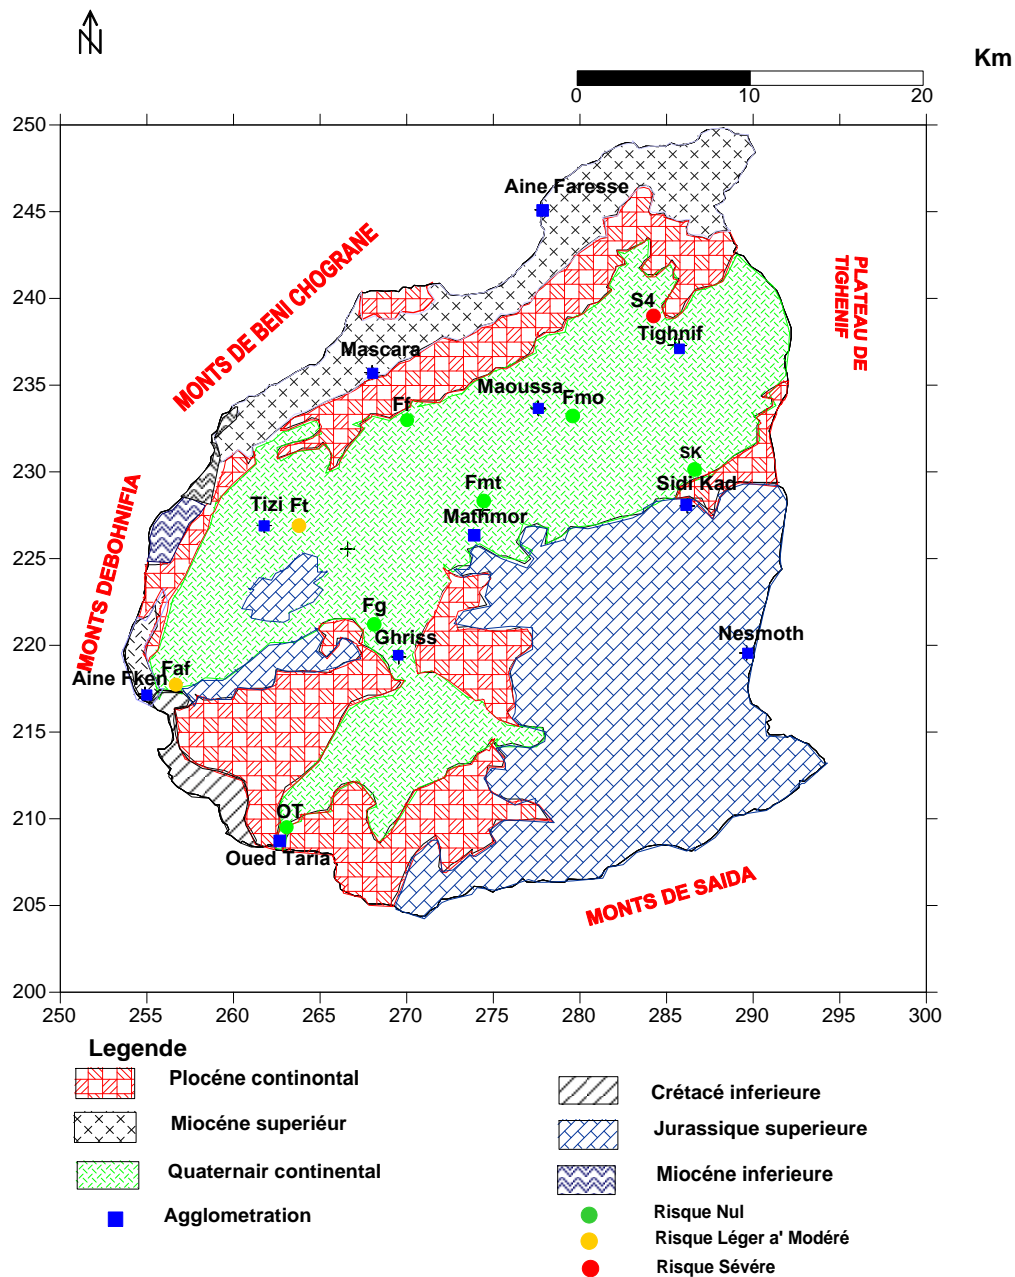 N
Km
0 10 20
250
245
240
235
230
225
220
215
210
205
200
250 255 260 265 270 275 280 285 290 295 300
Aine Faresse
MONTS DE BENI CHOGRANE
PLATEAU DE
TIGHENIF
S4
Tighnif
Mascara
Maoussa
Fmo
Ff
SK
Sidi Kad
Fmt
Mathmor
Tizi Ft
MONTS DEBOHNIFIA
Fg
Ghriss
Nesmoth
Faf
Aine Fken
OT
Oued Taria
MONTS DE SAIDA
Legende
Plocéne continontal
Miocéne superiéur
Quaternair continental
Agglometration
Crétacé inferieure
Jurassique superieure
Miocéne inferieure
Risque Nul
Risque Léger a' Modéré
Risque Sévére